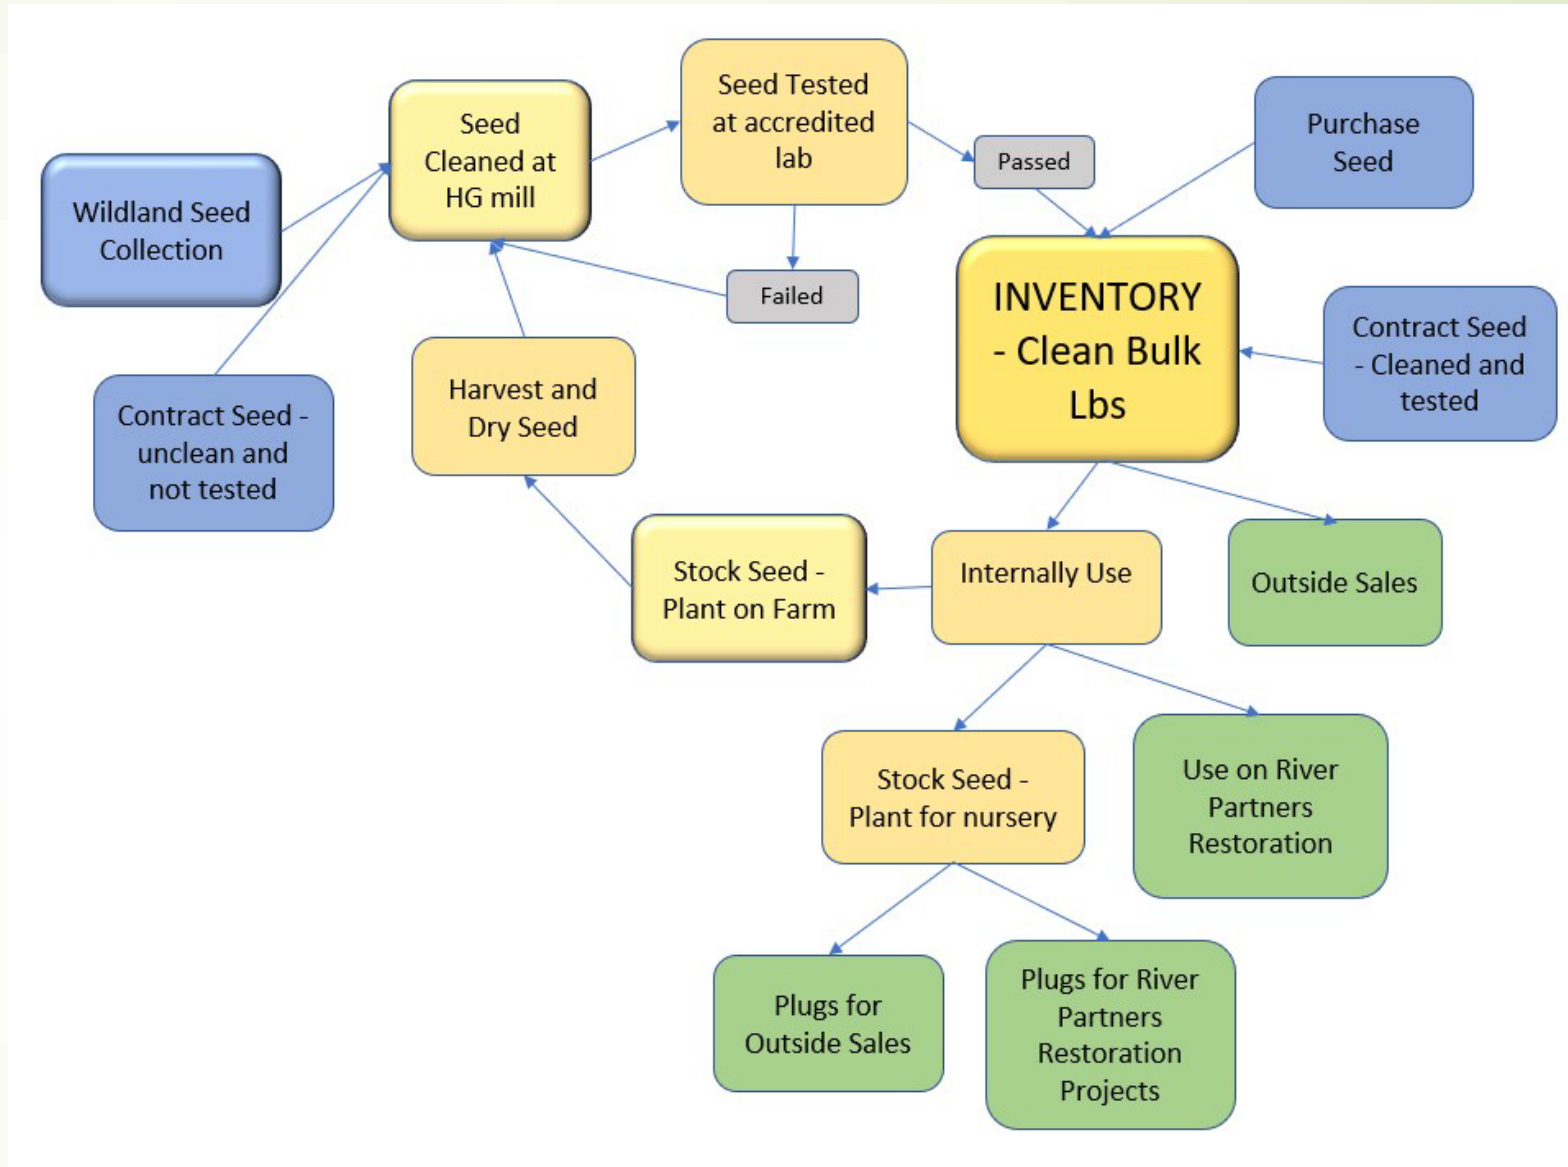 Seed Tested
at accredited
lab
Seed
Cleaned at
HG mill
Purchase
Seed
Passed
Wildland Seed
Collection
Failed
INVENTORY
- Clean Bulk
Lbs
Contract Seed
- Cleaned and
tested
Harvest and
Dry Seed
Contract Seed -
unclean and
not tested
Stock Seed -
Plant on Farm
Internally Use
Outside Sales
Stock Seed -
Plant for nursery
Use on River
Partners
Restoration
Plugs for
Outside Sales
Plugs for River
Partners
Restoration
Projects